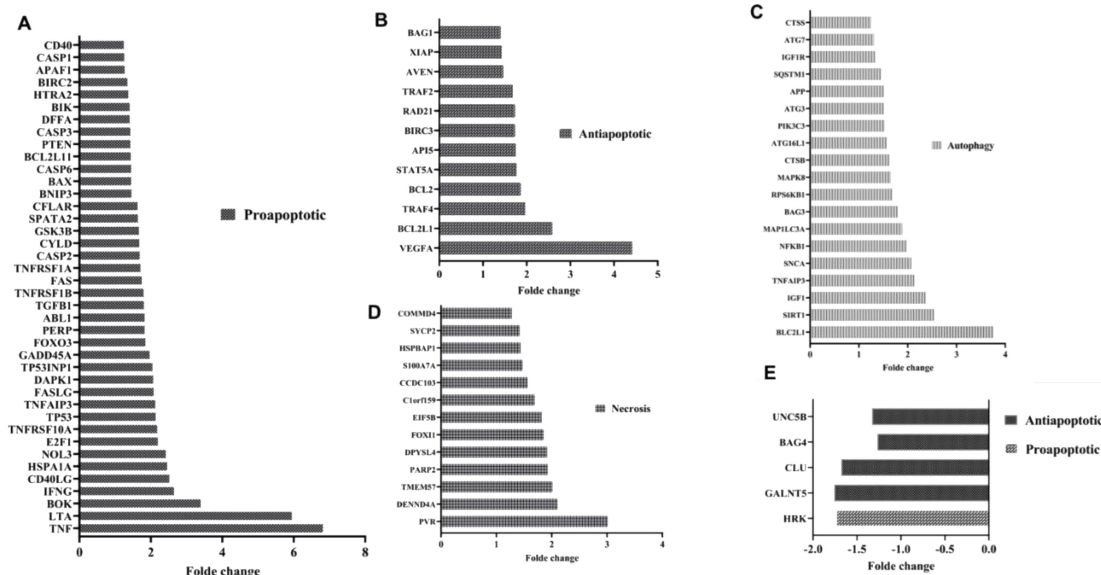 A
CD40
CASP1
APAF1
BIRC2
HTRA2
BIK
DFFA
CASP3
PTEN
BCL2L11
CASP6
BAX
BNIP3
CFLAR
SPATA2
GSK3B
CYLD
CASP2
TNFRSF1A
FAS
TNFRSF1B
TGFB1
ABL1
PERP
FOXO3
GADD45A
TP53INP1
DAPK1
FASLG
TNFAIP3
TP53
TNFRSF10A
E2F1
NOL3
HSPA1A
CD40LG
IFNG
BOK
LTA
TNF
0 2 4 6 8
Folde change
Proapoptotic
B
BAG1
XIAP
AVEN
TRAF2
RAD21
BIRC3
API5
STAT5A
BCL2
TRAF4
BCL2L1
VEGFA
0 1 2 3 4 5
Folde change
Antiapoptotic
C
CTSS
ATG7
IGF1R
SQSTM1
APP
ATG3
PIK3C3
ATG16L1
CTSB
MAPK8
RPS6KB1
BAG3
MAP1LC3A
NFKB1
SNCA
TNFAIP3
IGF1
SIRT1
BLC2L1
0 1 2 3 4
Folde change
Autophagy
D
COMMD4
SYCP2
HSPBAP1
S100A7A
CCDC103
C1orf159
EIF5B
FOXI1
DPYSL4
PARP2
TMEM57
DENND4A
PVR
0 1 2 3 4
Folde change
Necrosis
E
UNC5B
BAG4
CLU
GALNT5
HRK
-2.0 -1.5 -1.0 -0.5 0.0
Folde change
Antiapoptotic
Proapoptotic